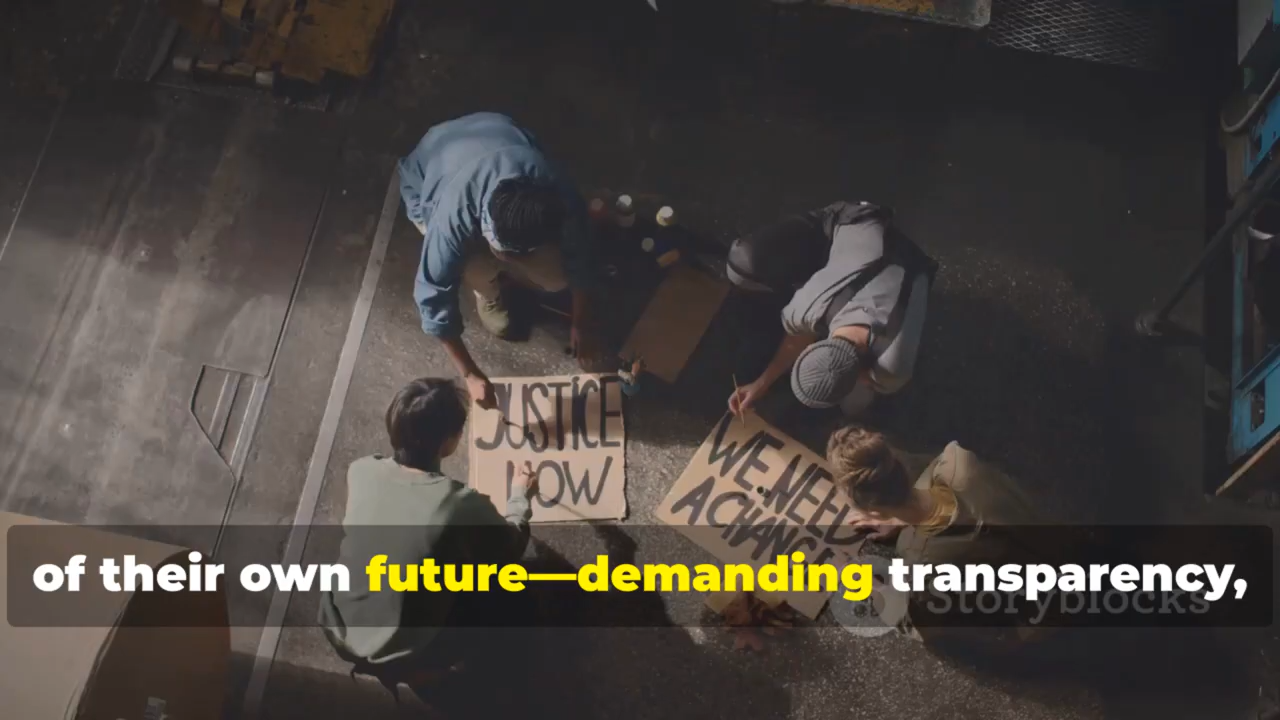 JUSTICE
NOW
WE NEED
A CHANGE
of their own future—demanding transparency,
Storyblocks